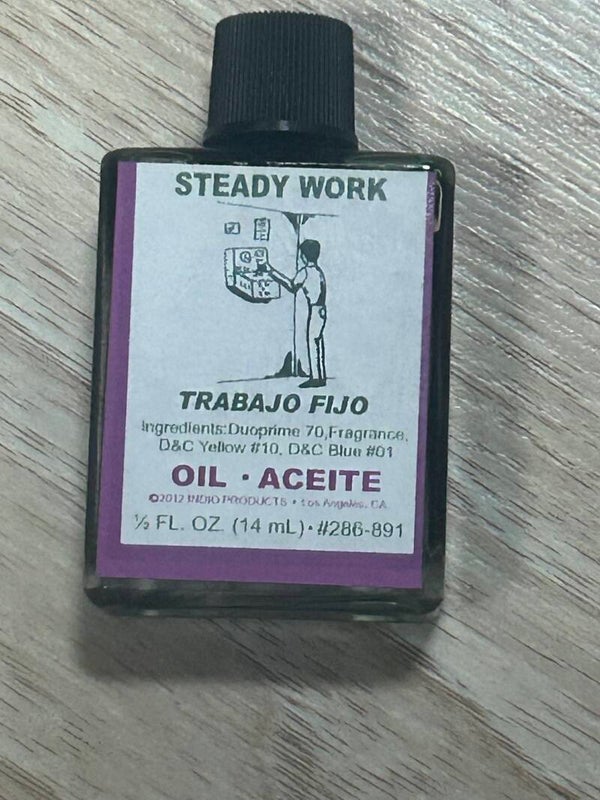 STEADY WORK
TRABAJO FIJO
Ingredients:Duoprime 70,Fragrance,
D&C Yellow #10, D&C Blue #01
OIL · ACEITE
©2012 INDIO PRODUCTS • Los Angeles, CA
½ FL. OZ. (14 mL)·#286-891